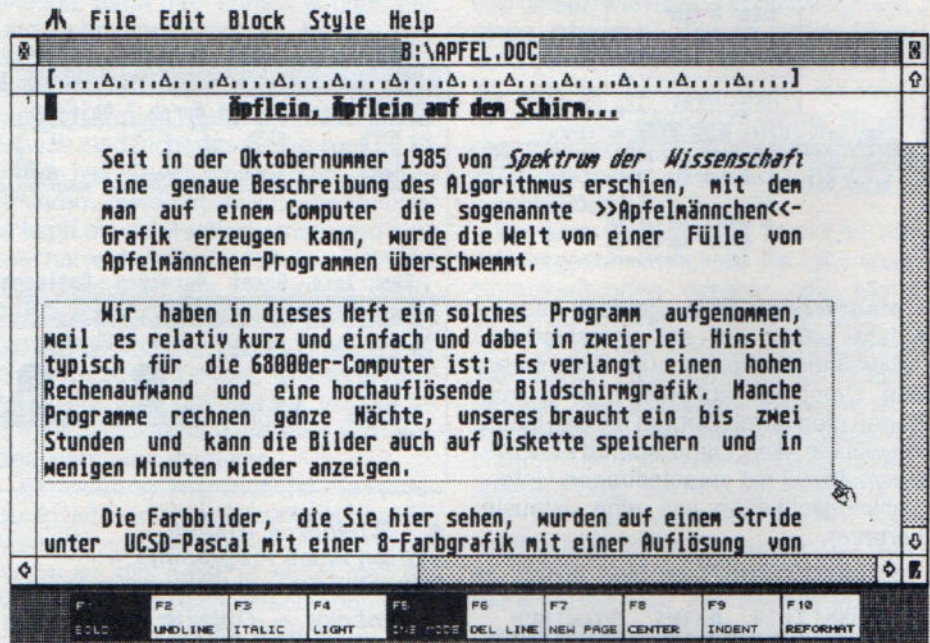 File Edit Block Style Help
B:\APFEL.DOC
[....Δ....Δ....Δ....Δ....Δ....Δ....Δ....Δ....Δ....Δ....Δ....Δ....]
1
Äpflein, Äpflein auf dem Schirm...
Seit in der Oktobernummer 1985 von Spektrum der Wissenschaft
eine genaue Beschreibung des Algorithmus erschien, mit dem
man auf einem Computer die sogenannte >>Apfelmännchen<<-
Grafik erzeugen kann, wurde die Welt von einer Fülle von
Apfelmännchen-Programmen überschwemmt.
Wir haben in dieses Heft ein solches Programm aufgenommen,
weil es relativ kurz und einfach und dabei in zweierlei Hinsicht
typisch für die 68000er-Computer ist: Es verlangt einen hohen
Rechenaufwand und eine hochauflösende Bildschirmgrafik. Manche
Programme rechnen ganze Nächte, unseres braucht ein bis zwei
Stunden und kann die Bilder auch auf Diskette speichern und in
wenigen Minuten wieder anzeigen.
Die Farbbilder, die Sie hier sehen, wurden auf einem Stride
unter UCSD-Pascal mit einer 8-Farbgrafik mit einer Auflösung von
F1 F2 F3 F4 F5 F6 F7 F8 F9 F10
BOLD UNDLINE ITALIC LIGHT INS MODE DEL LINE NEW PAGE CENTER INDENT REFORMAT